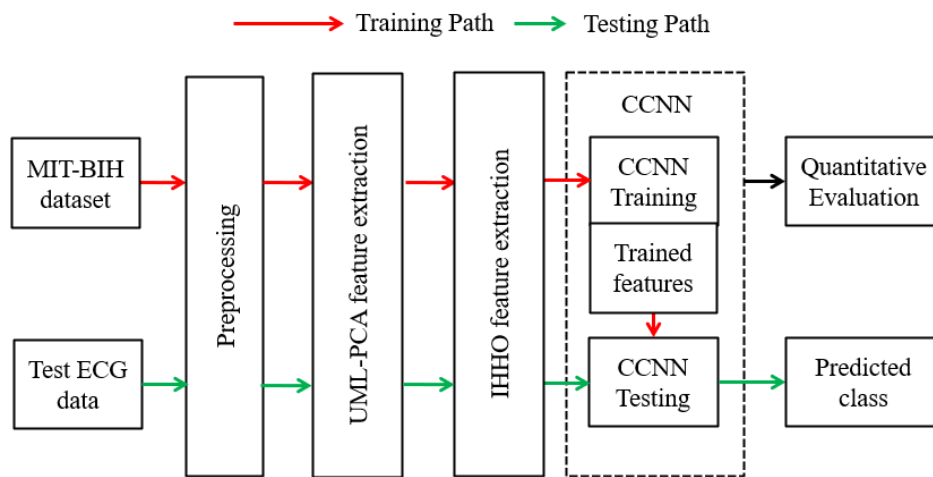 Training Path
Testing Path
MIT-BIH
dataset
Test ECG
data
Preprocessing
UML-PCA feature extraction
IHHO feature extraction
CCNN
CCNN
Training
Trained
features
CCNN
Testing
Quantitative
Evaluation
Predicted
class